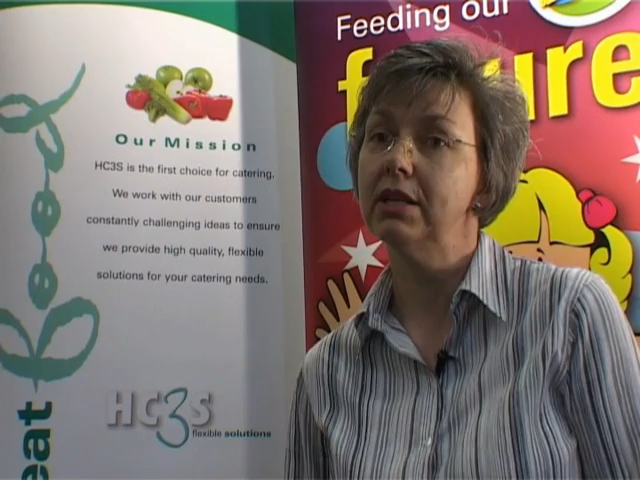 Feeding our
future
Our Mission
HC3S is the first choice for catering.
We work with our customers
constantly challenging ideas to ensure
we provide high quality, flexible
solutions for your catering needs.
HC3S
flexible solutions
eat